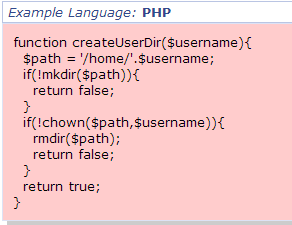 Example Language: PHP
function createUserDir($username){
  $path = '/home/'.$username;
  if(!mkdir($path)){
    return false;
  }
  if(!chown($path,$username)){
    rmdir($path);
    return false;
  }
  return true;
}